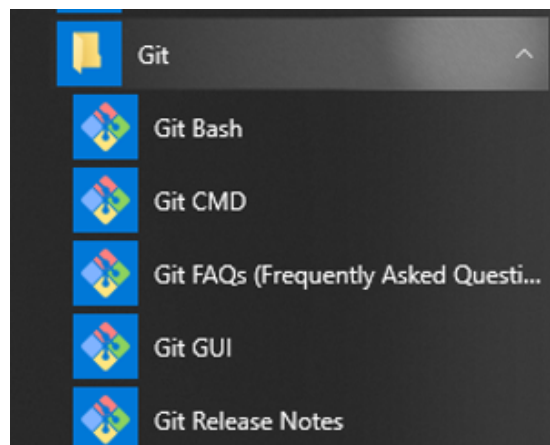 Git
Git Bash
Git CMD
Git FAQs (Frequently Asked Questi...
Git GUI
Git Release Notes